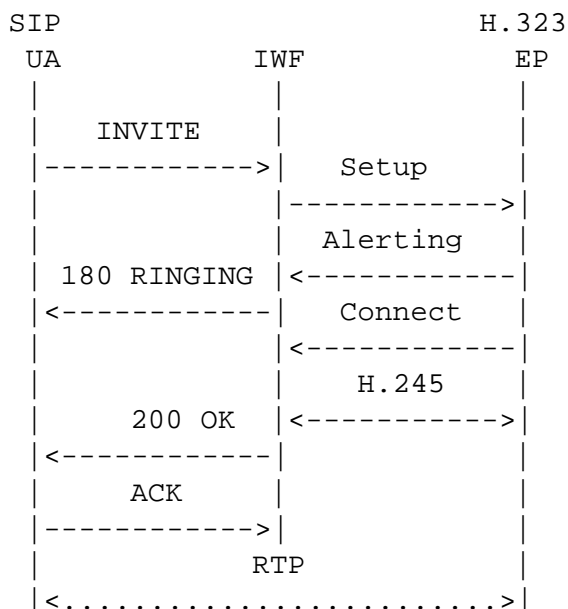 SIP H.323
UA IWF EP
INVITE
Setup
Alerting
180 RINGING
Connect
H.245
200 OK
ACK
RTP